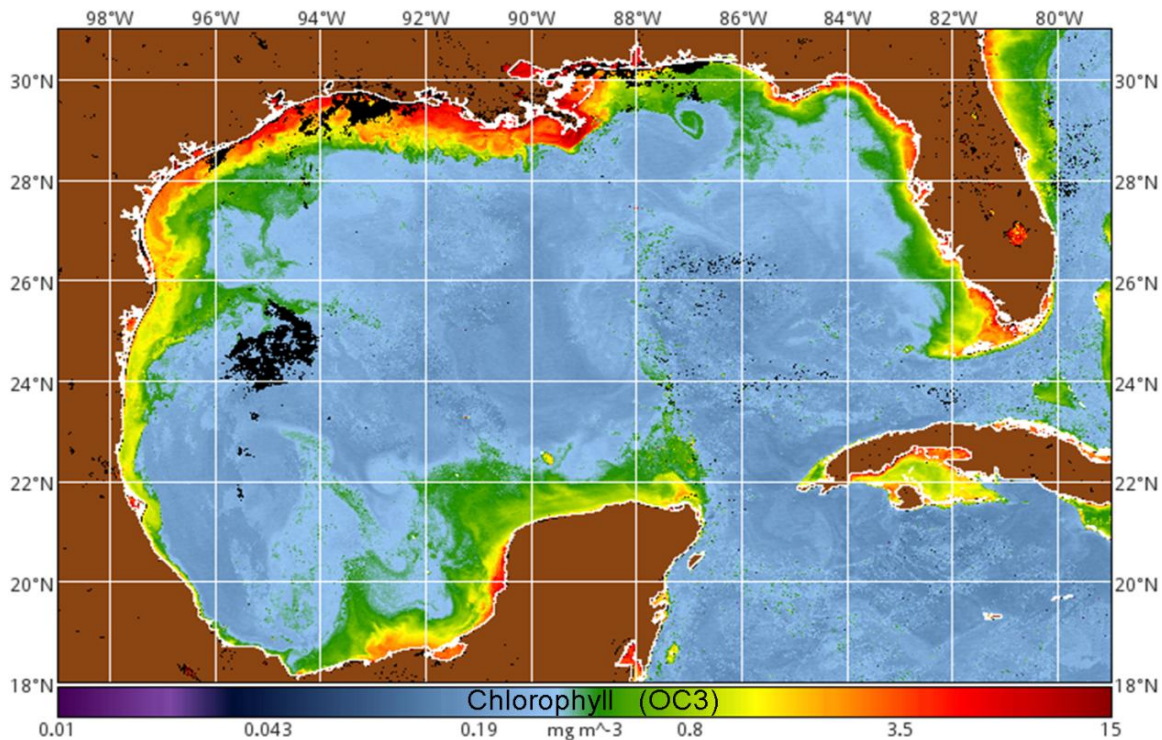 98°W 96°W 94°W 92°W 90°W 88°W 86°W 84°W 82°W 80°W
30°N 30°N
28°N 28°N
26°N 26°N
24°N 24°N
22°N 22°N
20°N 20°N
18°N 18°N
Chlorophyll (OC3)
0.01 0.043 0.19 mg m^-3 0.8 3.5 15